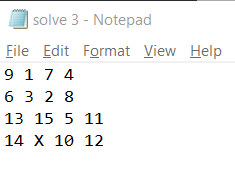 solve 3 - Notepad
File Edit Format View Help
9 1 7 4
6 3 2 8
13 15 5 11
14 X 10 12